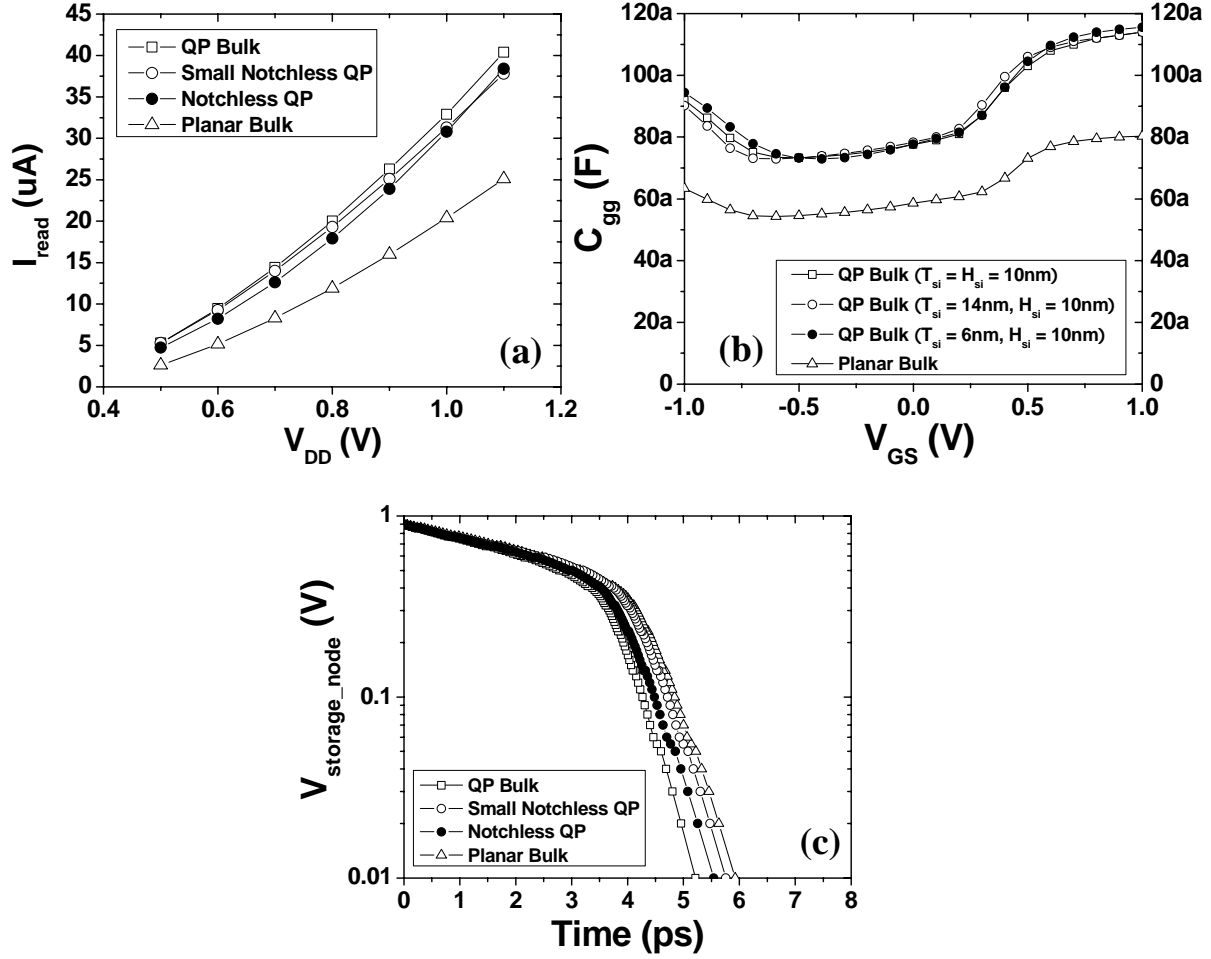 45
40
35
30
25
20
15
10
5
0
I_read (uA)
QP Bulk
Small Notchless QP
Notchless QP
Planar Bulk
(a)
0.4 0.6 0.8 1.0 1.2
V_DD (V)
120a
100a
80a
60a
40a
20a
0
C_gg (F)
QP Bulk (T_si = H_si = 10nm)
QP Bulk (T_si = 14nm, H_si = 10nm)
QP Bulk (T_si = 6nm, H_si = 10nm)
Planar Bulk
(b)
120a
100a
80a
60a
40a
20a
0
-1.0 -0.5 0.0 0.5 1.0
V_GS (V)
1
0.1
0.01
V_storage_node (V)
QP Bulk
Small Notchless QP
Notchless QP
Planar Bulk
(c)
0 1 2 3 4 5 6 7 8
Time (ps)